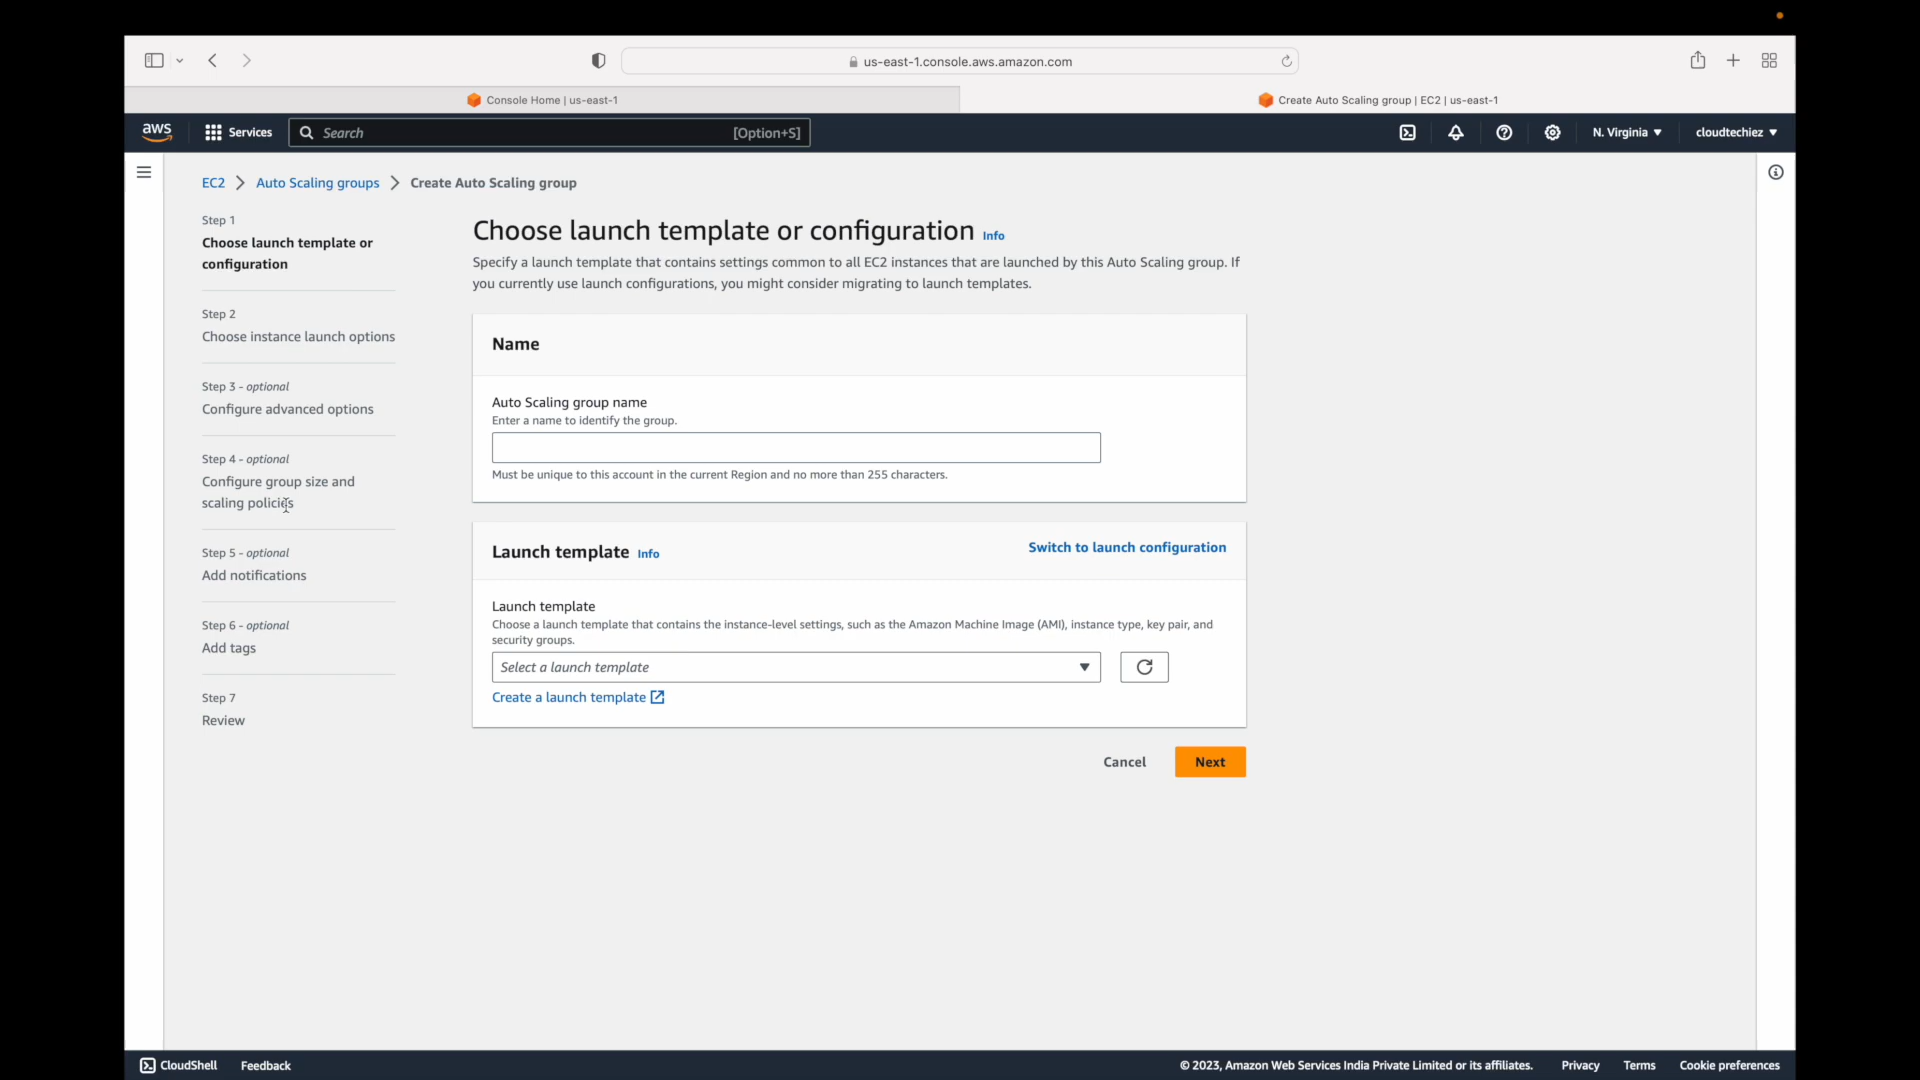 us-east-1.console.aws.amazon.com
Console Home | us-east-1
Create Auto Scaling group | EC2 | us-east-1
aws
Services
Search
[Option+S]
N. Virginia
cloudtechiez
EC2
Auto Scaling groups
Create Auto Scaling group
Step 1
Choose launch template or
configuration
Step 2
Choose instance launch options
Step 3 - optional
Configure advanced options
Step 4 - optional
Configure group size and
scaling policies
Step 5 - optional
Add notifications
Step 6 - optional
Add tags
Step 7
Review
Choose launch template or configuration Info
Specify a launch template that contains settings common to all EC2 instances that are launched by this Auto Scaling group. If
you currently use launch configurations, you might consider migrating to launch templates.
Name
Auto Scaling group name
Enter a name to identify the group.
Must be unique to this account in the current Region and no more than 255 characters.
Launch template Info
Switch to launch configuration
Launch template
Choose a launch template that contains the instance-level settings, such as the Amazon Machine Image (AMI), instance type, key pair, and
security groups.
Select a launch template
Create a launch template
Cancel
Next
CloudShell
Feedback
© 2023, Amazon Web Services India Private Limited or its affiliates.
Privacy
Terms
Cookie preferences